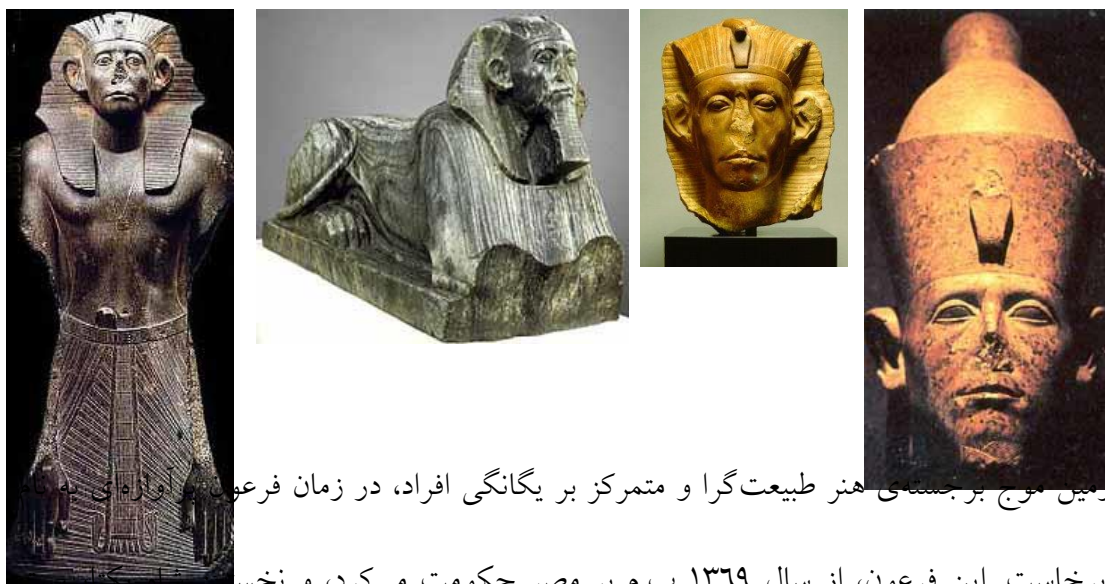 موج برجسته‌ی هنر طبیعت‌گرا و متمرکز بر یگانگی افراد، در زمان فرعون
برخاست. این فرعون، از سال ۱۳۶۹ پ.م بر مصر حکومت می‌کرد، و